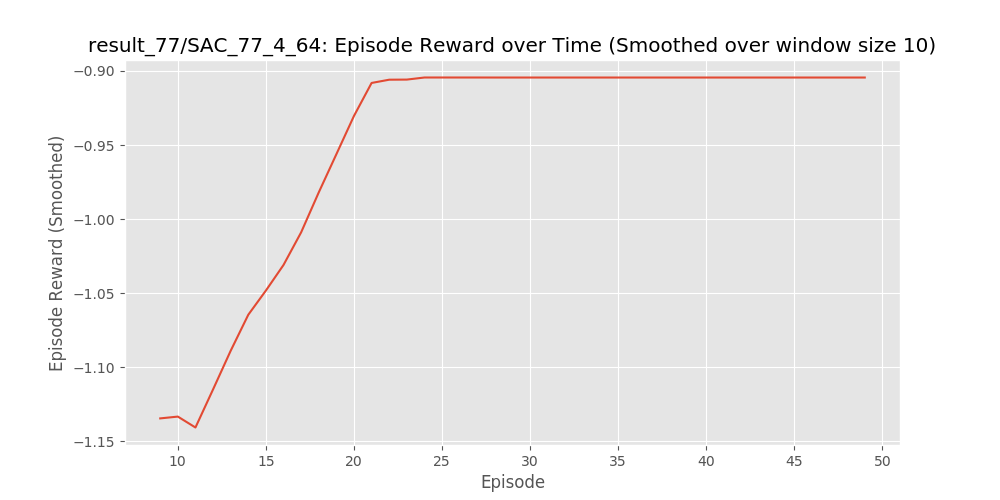 result_77/SAC_77_4_64: Episode Reward over Time (Smoothed over window size 10)
Episode Reward (Smoothed)
−0.90
−0.95
−1.00
−1.05
−1.10
−1.15
10 15 20 25 30 35 40 45 50
Episode